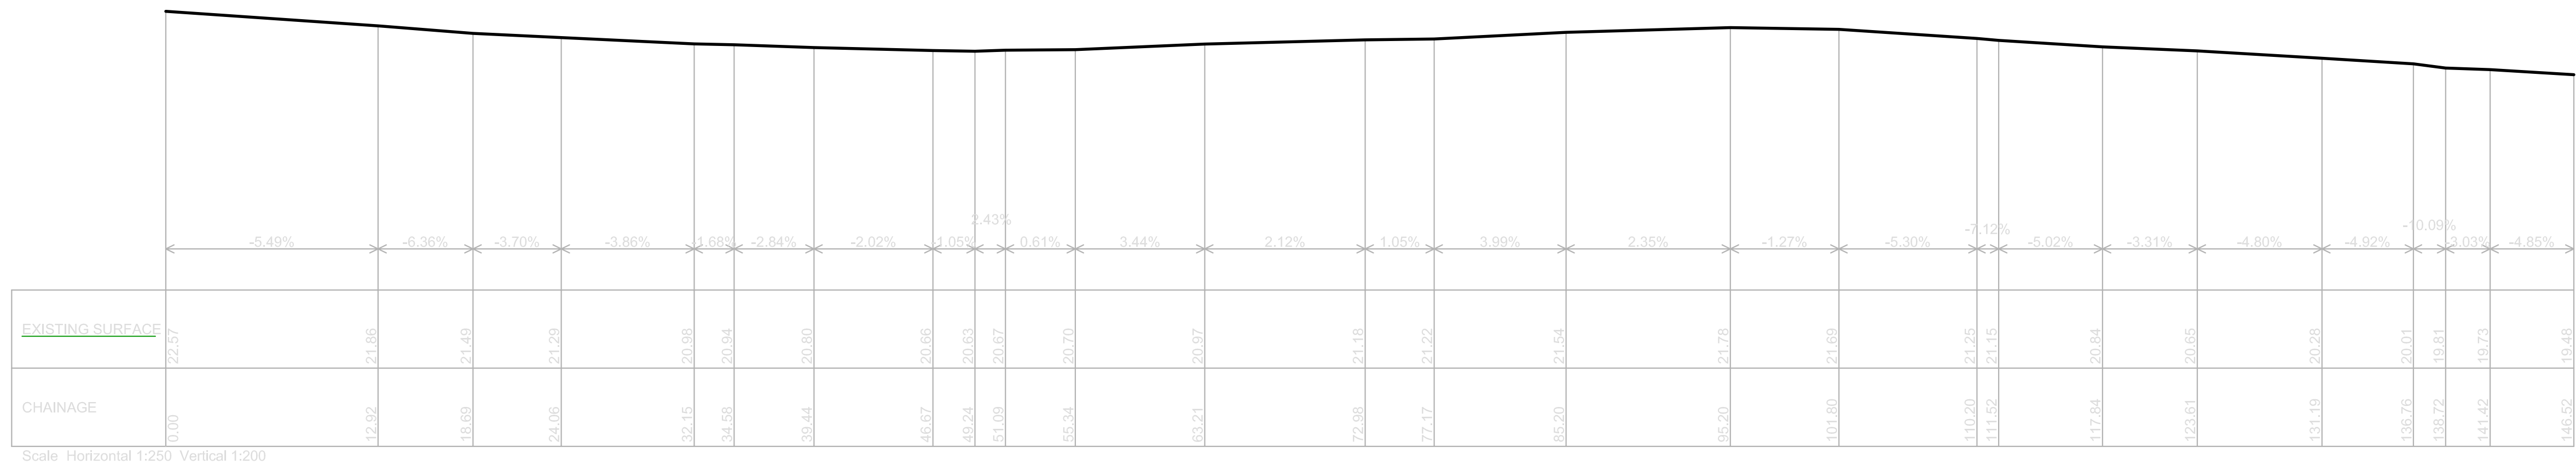 2.43%
-7.12%
-10.09%
-5.49% -6.36% -3.70% -3.86% -1.68% -2.84% -2.02% -1.05% 0.61% 3.44% 2.12% 1.05% 3.99% 2.35% -1.27% -5.30% -5.02% -3.31% -4.80% -4.92% -3.03% -4.85%
EXISTING SURFACE 22.57 21.86 21.49 21.29 20.98 20.94 20.80 20.66 20.63 20.67 20.70 20.97 21.18 21.22 21.54 21.78 21.69 21.25 21.15 20.84 20.65 20.28 20.01 19.81 19.73 19.48
CHAINAGE 0.00 12.92 18.69 24.06 32.15 34.58 39.44 46.67 49.24 51.09 55.34 63.21 72.98 77.17 85.20 95.20 101.80 110.20 111.52 117.84 123.61 131.19 136.76 138.72 141.42 146.52
Scale Horizontal 1:250 Vertical 1:200